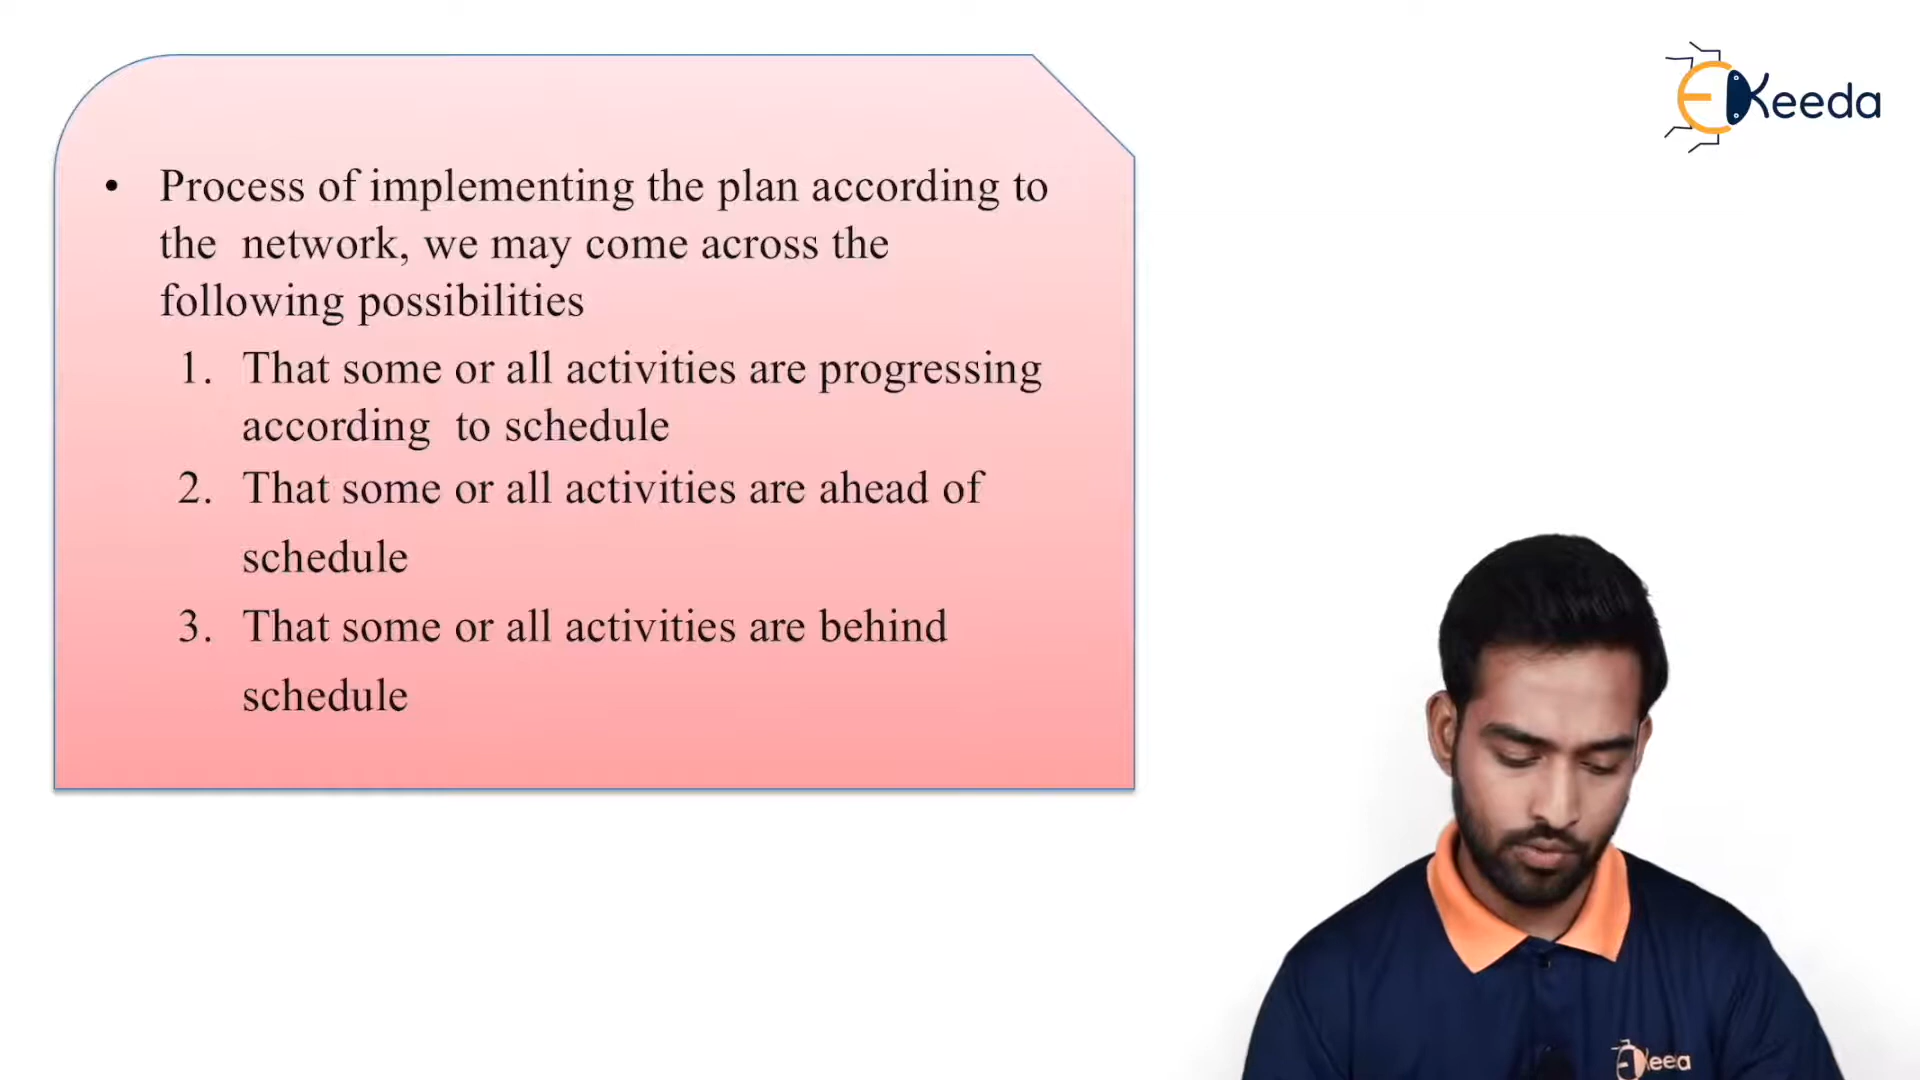 EKeeda
• Process of implementing the plan according to
the network, we may come across the
following possibilities
1. That some or all activities are progressing
according to schedule
2. That some or all activities are ahead of
schedule
3. That some or all activities are behind
schedule
EKeeda